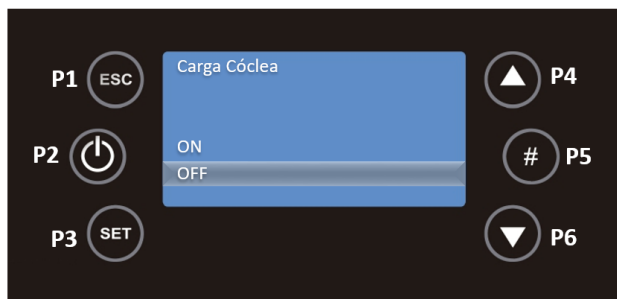 P1 ESC
Carga Cóclea
P4
P2
ON
# P5
OFF
P3 SET
P6